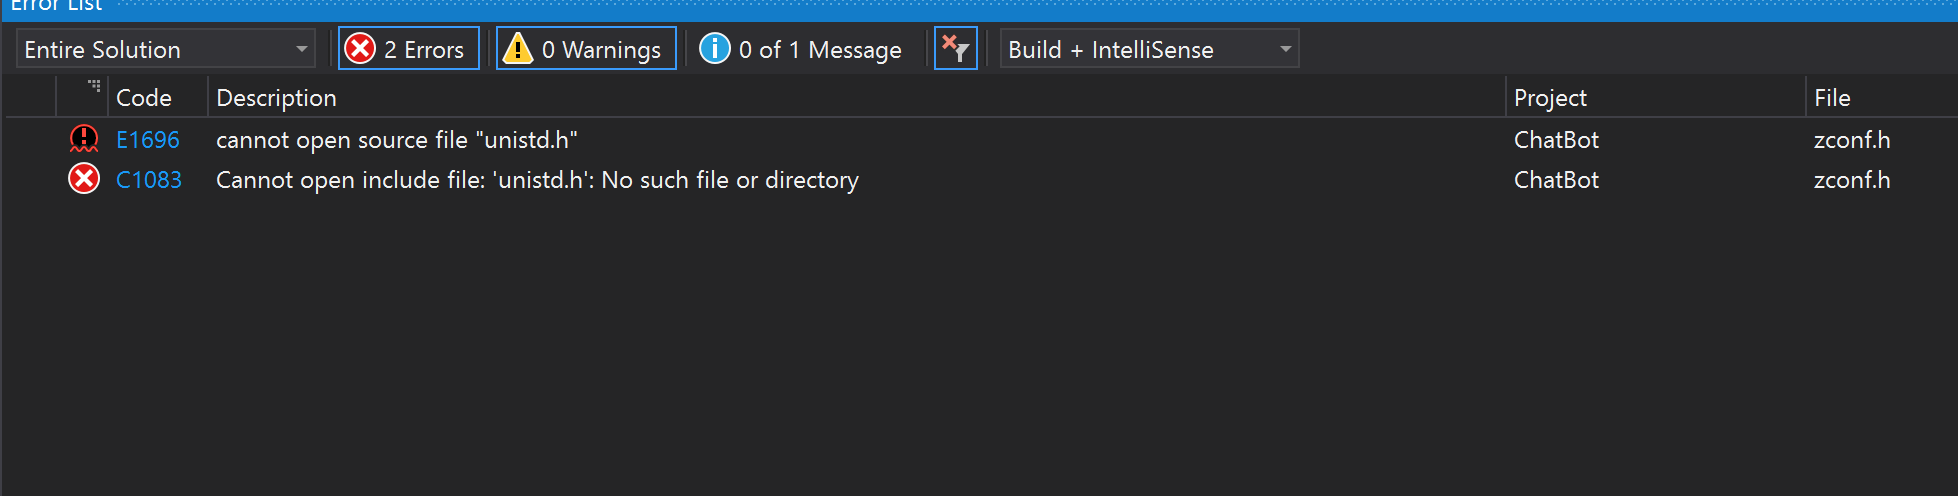 Error List
Entire Solution 2 Errors 0 Warnings 0 of 1 Message Build + IntelliSense
Code Description Project File
E1696 cannot open source file "unistd.h" ChatBot zconf.h
C1083 Cannot open include file: 'unistd.h': No such file or directory ChatBot zconf.h